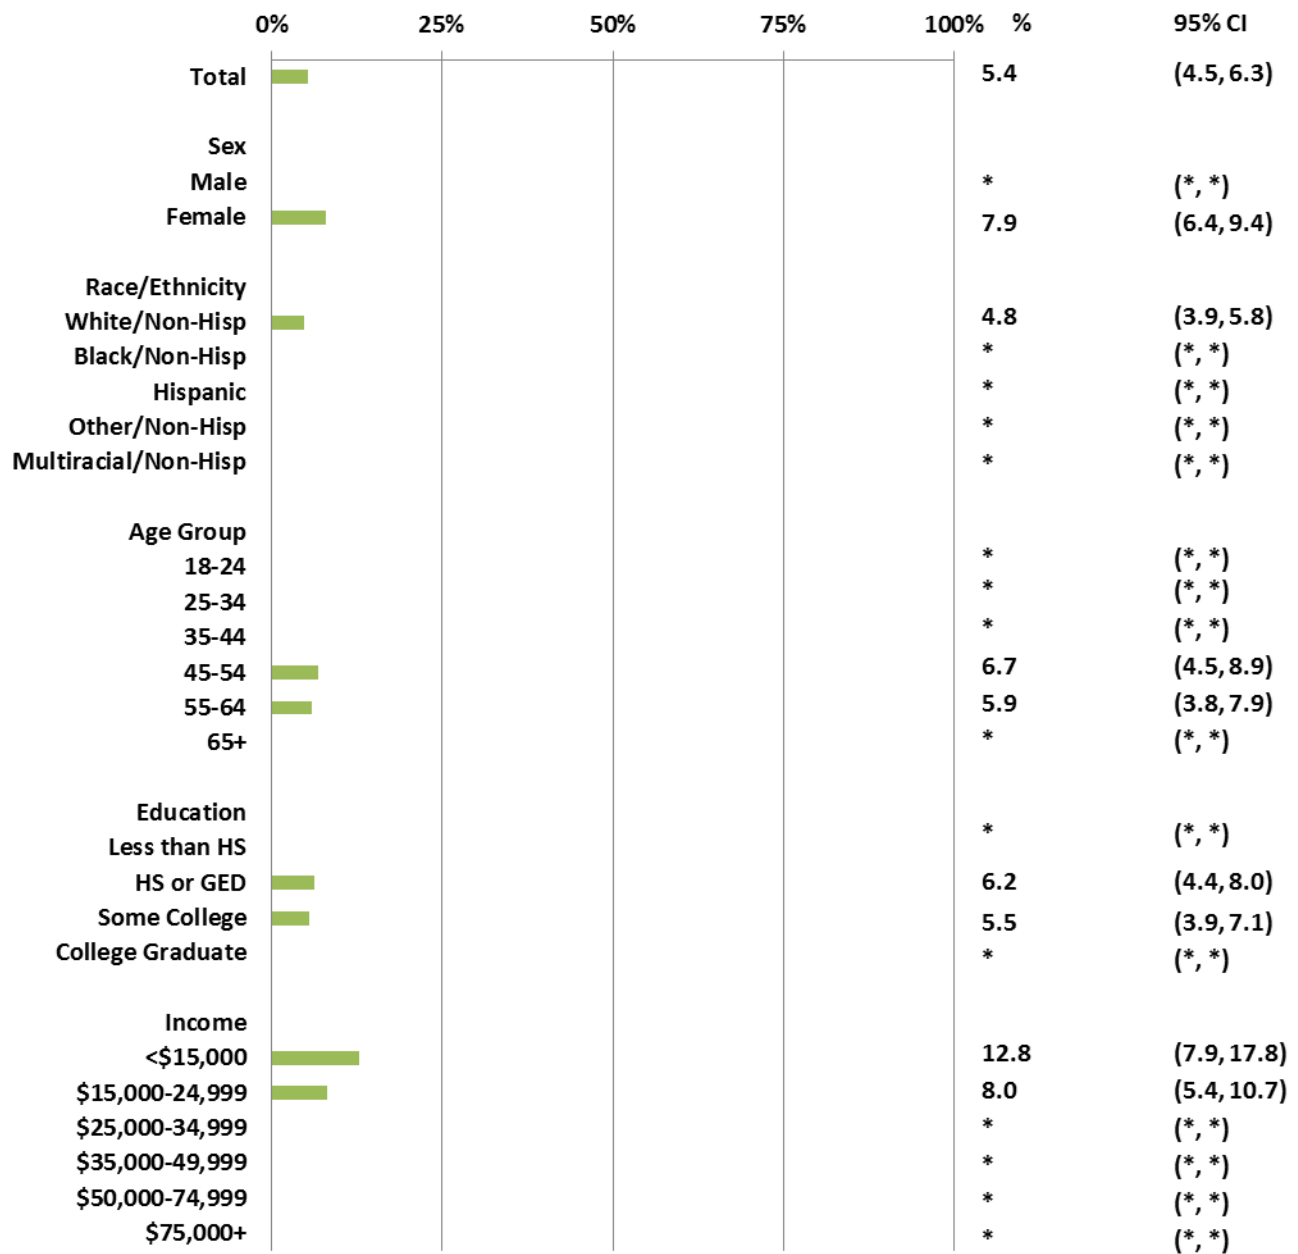 0% 25% 50% 75% 100% % 95% CI
Total 5.4 (4.5, 6.3)
Sex
Male * (*, *)
Female 7.9 (6.4, 9.4)
Race/Ethnicity
White/Non-Hisp 4.8 (3.9, 5.8)
Black/Non-Hisp * (*, *)
Hispanic * (*, *)
Other/Non-Hisp * (*, *)
Multiracial/Non-Hisp * (*, *)
Age Group
18-24 * (*, *)
25-34 * (*, *)
35-44 * (*, *)
45-54 6.7 (4.5, 8.9)
55-64 5.9 (3.8, 7.9)
65+ * (*, *)
Education
Less than HS * (*, *)
HS or GED 6.2 (4.4, 8.0)
Some College 5.5 (3.9, 7.1)
College Graduate * (*, *)
Income
<$15,000 12.8 (7.9, 17.8)
$15,000-24,999 8.0 (5.4, 10.7)
$25,000-34,999 * (*, *)
$35,000-49,999 * (*, *)
$50,000-74,999 * (*, *)
$75,000+ * (*, *)